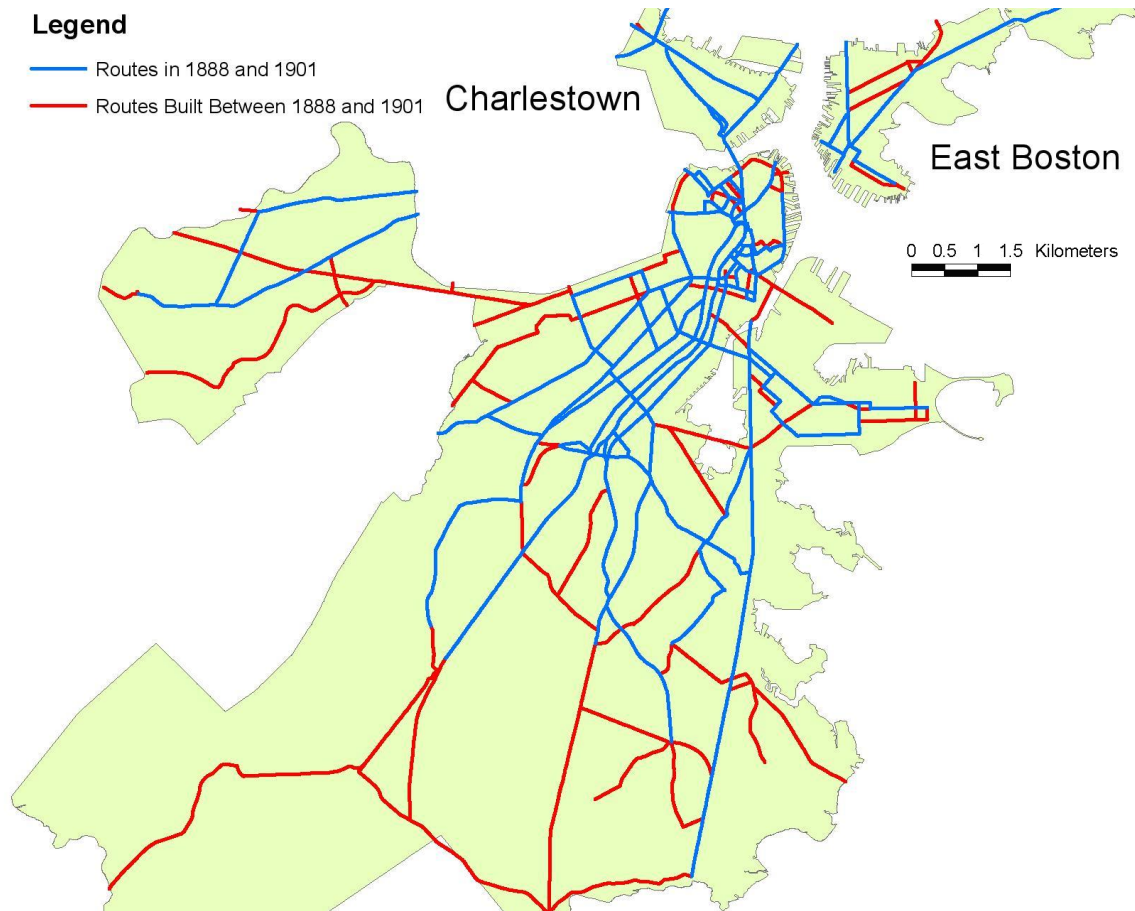 Legend
Routes in 1888 and 1901
Routes Built Between 1888 and 1901
Charlestown
East Boston
0 0.5 1 1.5 Kilometers